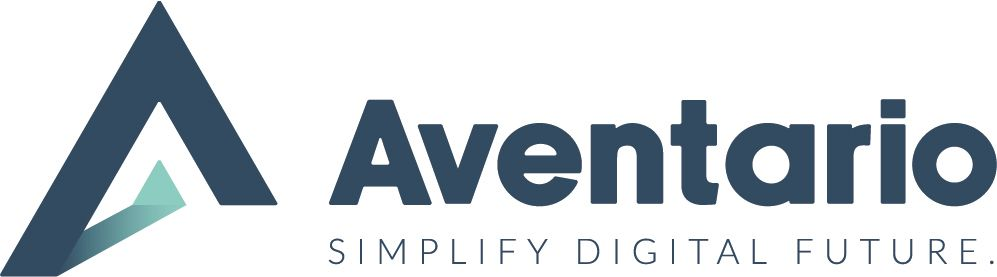 Aventario
SIMPLIFY DIGITAL FUTURE.